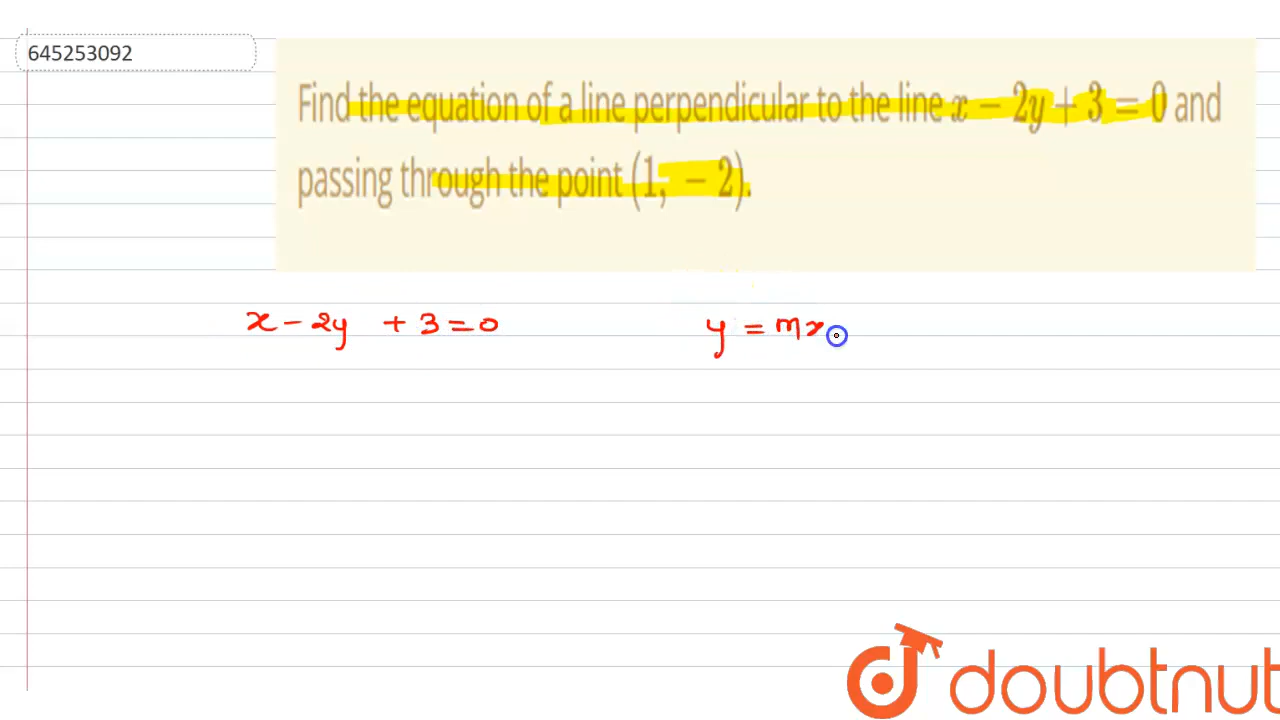 645253092
Find the equation of a line perpendicular to the line x − 2y + 3 = 0 and
passing through the point (1, − 2).
x − 2y + 3 = 0 y = mx
doubtnut